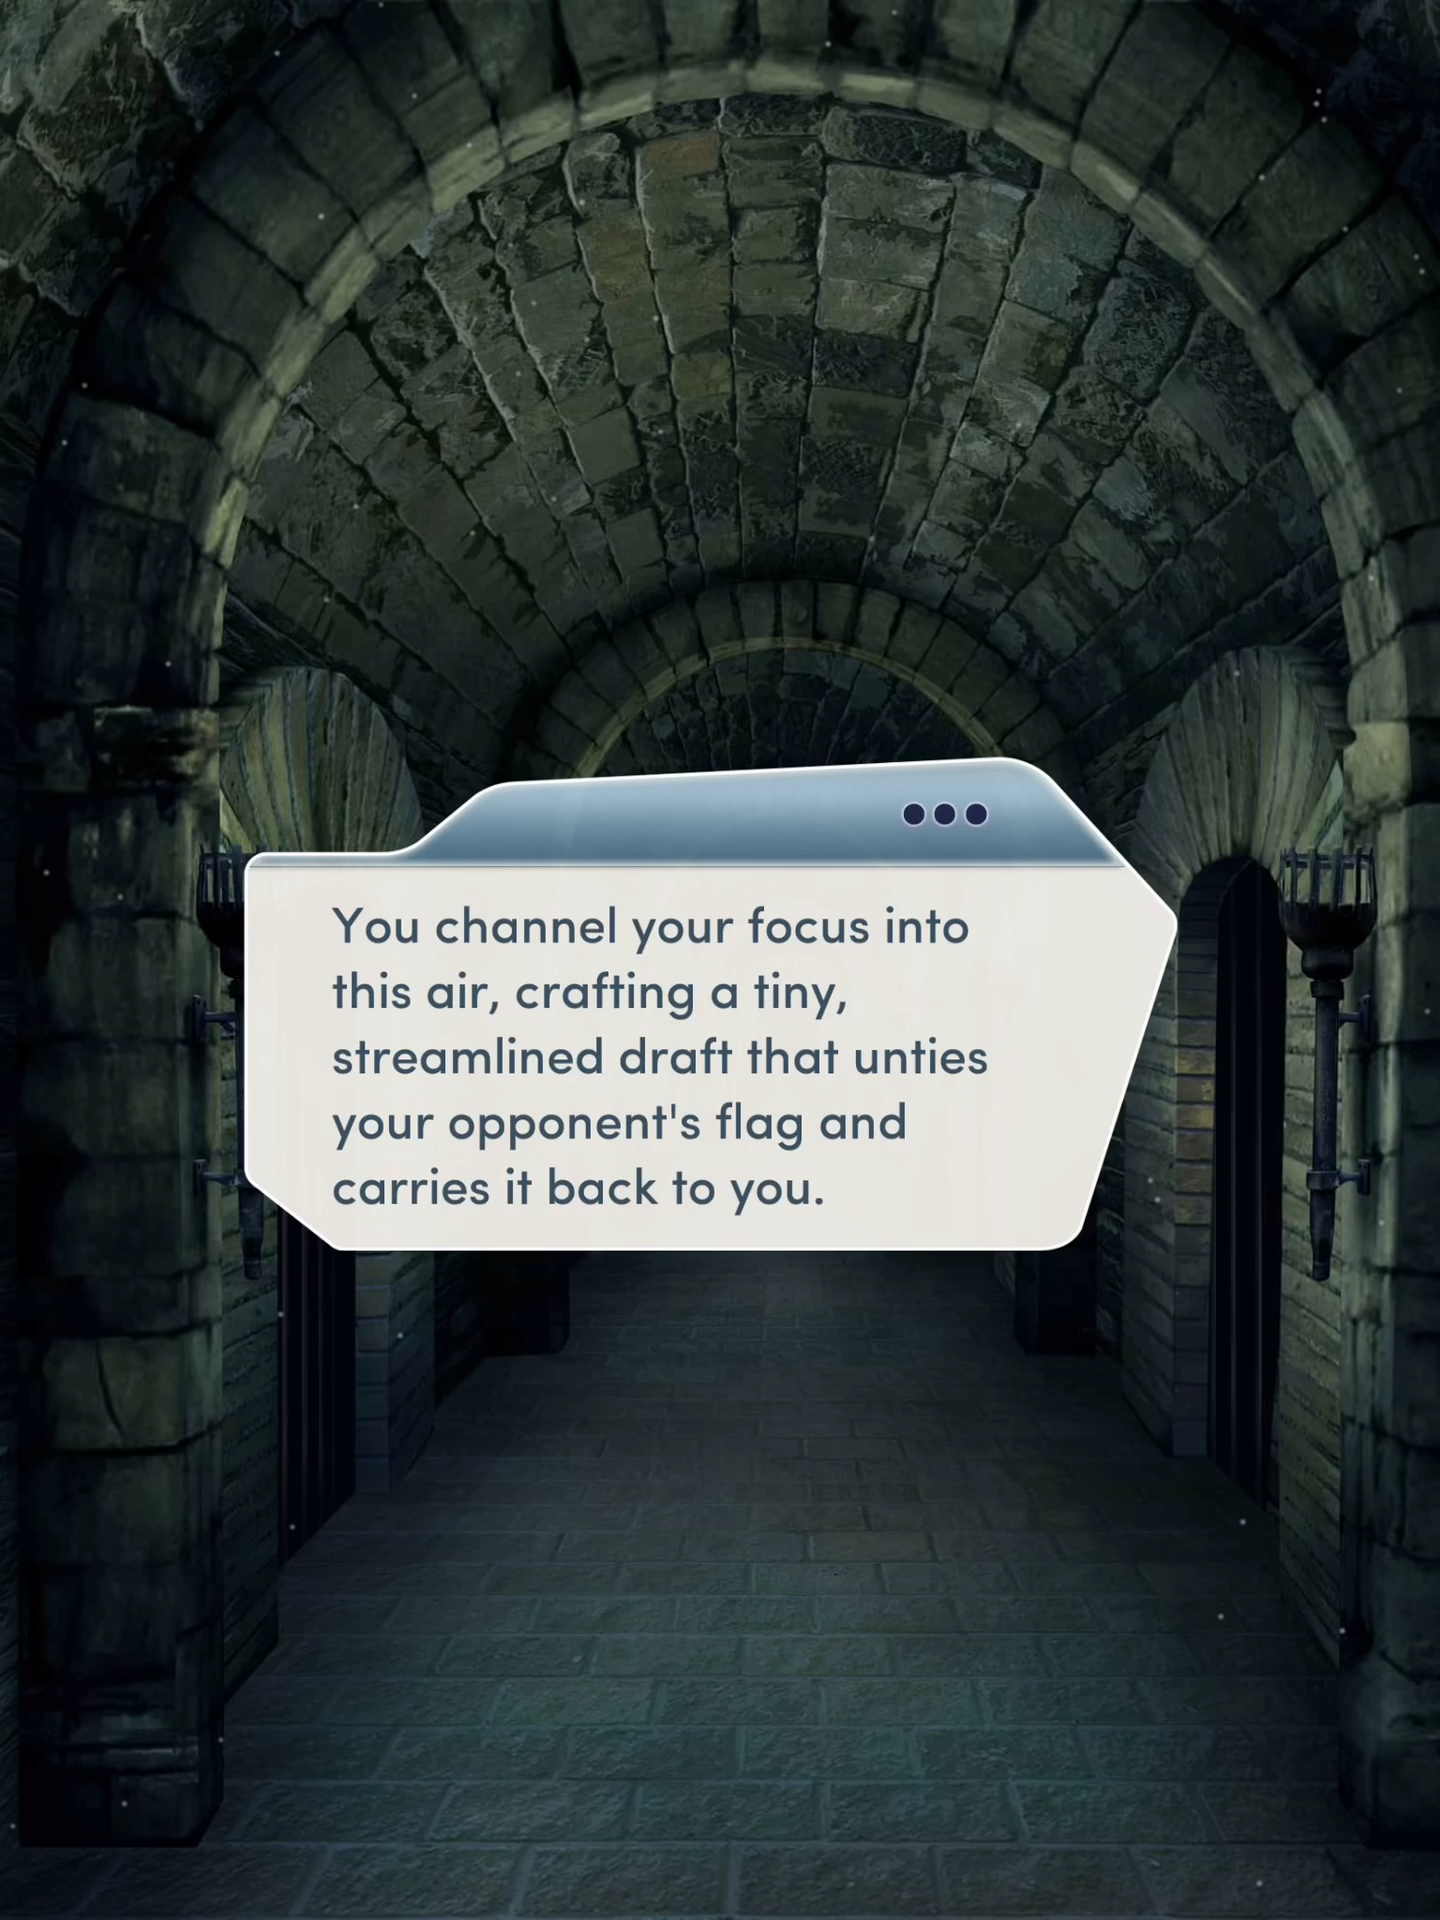 You channel your focus into
this air, crafting a tiny,
streamlined draft that unties
your opponent's flag and
carries it back to you.